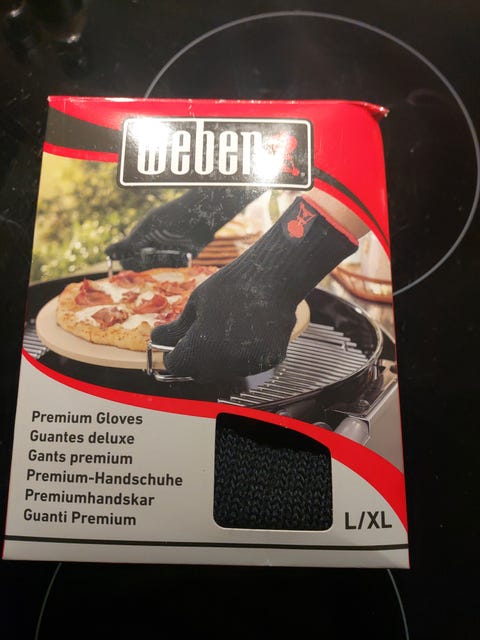 weber
Premium Gloves
Guantes deluxe
Gants premium
Premium-Handschuhe
Premiumhandskar
Guanti Premium
L/XL